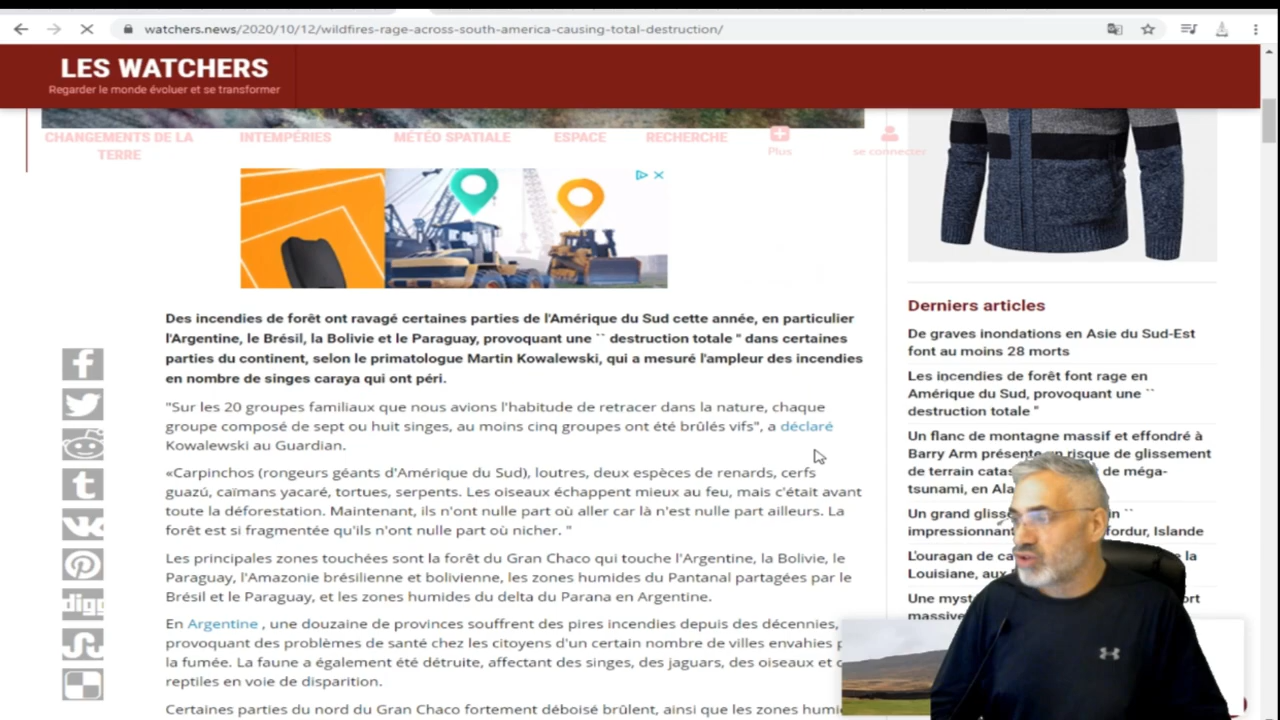 watchers.news/2020/10/12/wildfires-rage-across-south-america-causing-total-destruction/
LES WATCHERS
Regarder le monde évoluer et se transformer
CHANGEMENTS DE LA
TERRE
INTEMPÉRIES
MÉTÉO SPATIALE
ESPACE
RECHERCHE
Plus
se connecter
Des incendies de forêt ont ravagé certaines parties de l'Amérique du Sud cette année, en particulier
l'Argentine, le Brésil, la Bolivie et le Paraguay, provoquant une `` destruction totale " dans certaines
parties du continent, selon le primatologue Martin Kowalewski, qui a mesuré l'ampleur des incendies
en nombre de singes caraya qui ont péri.
"Sur les 20 groupes familiaux que nous avions l'habitude de retracer dans la nature, chaque
groupe composé de sept ou huit singes, au moins cinq groupes ont été brûlés vifs", a déclaré
Kowalewski au Guardian.
«Carpinchos (rongeurs géants d'Amérique du Sud), loutres, deux espèces de renards, cerfs
guazú, caïmans yacaré, tortues, serpents. Les oiseaux échappent mieux au feu, mais c'était avant
toute la déforestation. Maintenant, ils n'ont nulle part où aller car là n'est nulle part ailleurs. La
forêt est si fragmentée qu'ils n'ont nulle part où nicher. "
Les principales zones touchées sont la forêt du Gran Chaco qui touche l'Argentine, la Bolivie, le
Paraguay, l'Amazonie brésilienne et bolivienne, les zones humides du Pantanal partagées par le
Brésil et le Paraguay, et les zones humides du delta du Parana en Argentine.
En Argentine , une douzaine de provinces souffrent des pires incendies depuis des décennies,
provoquant des problèmes de santé chez les citoyens d'un certain nombre de villes envahies
la fumée. La faune a également été détruite, affectant des singes, des jaguars, des oiseaux et
reptiles en voie de disparition.
Certaines parties du nord du Gran Chaco fortement déboisé brûlent, ainsi que les zones
digg
Derniers articles
De graves inondations en Asie du Sud-Est
font au moins 28 morts
Les incendies de forêt font rage en
Amérique du Sud, provoquant une ``
destruction totale "
Un flanc de montagne massif et effondré à
Barry Arm présente un risque de glissement
de terrain de méga-
tsunami, en
Un grand
impressionnant Islande
L'ouragan de la
Louisiane, aux
Une
massive